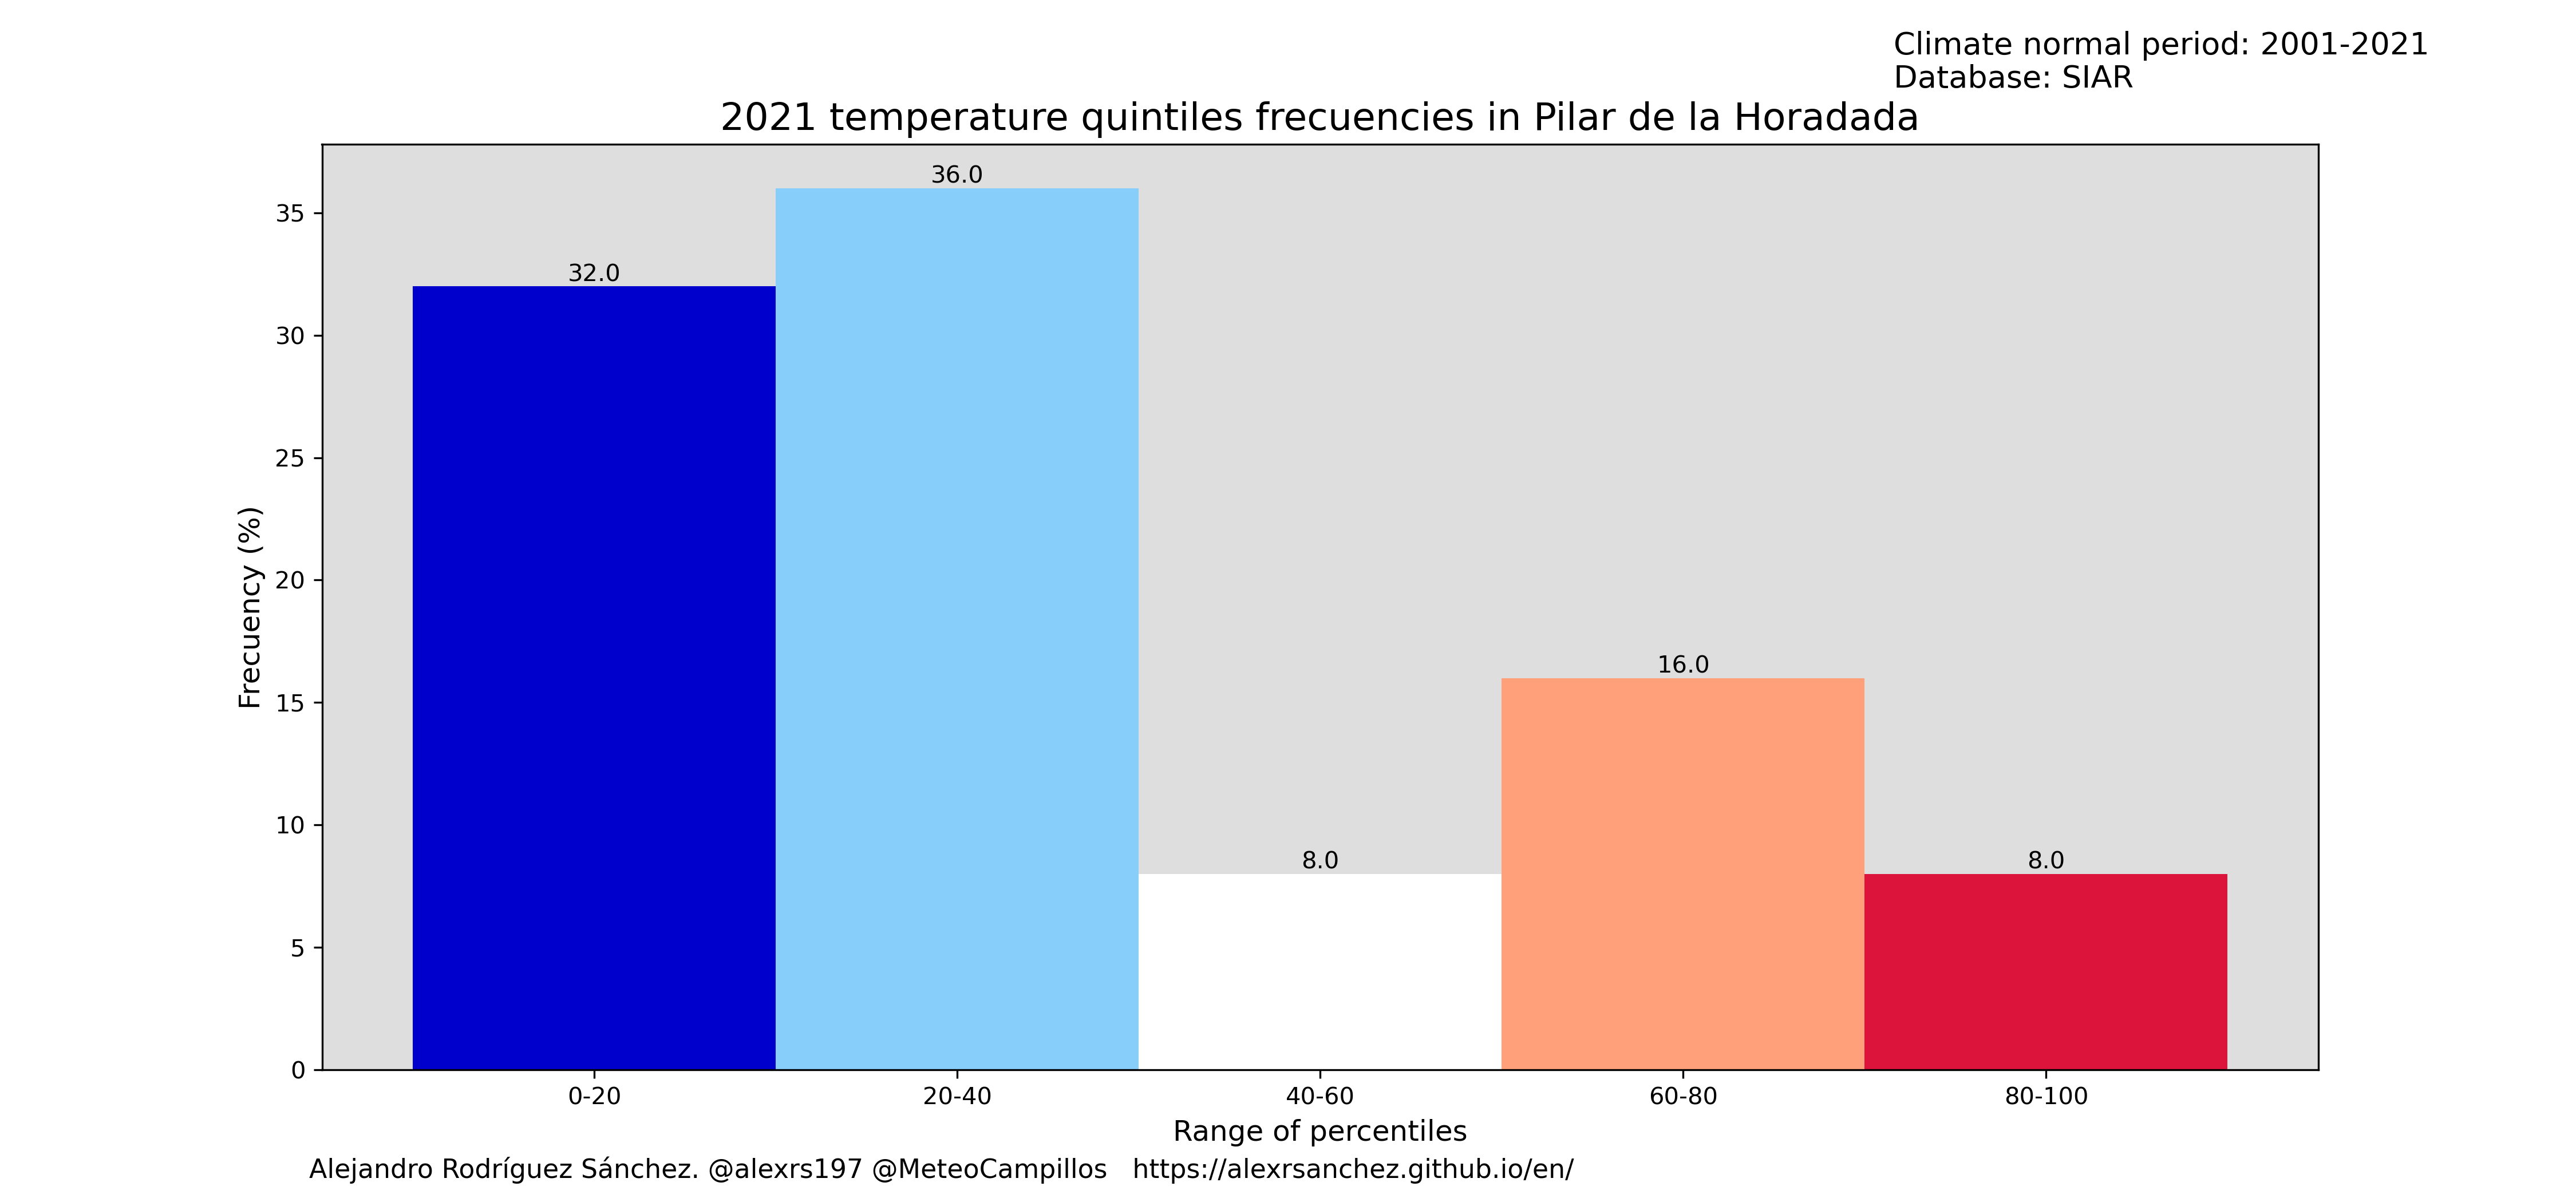 Climate normal period: 2001-2021
Database: SIAR
2021 temperature quintiles frecuencies in Pilar de la Horadada
36.0
35
32.0
30
25
Frecuency (%)
20
16.0
15
10
8.0
8.0
5
0
0-20 20-40 40-60 60-80 80-100
Range of percentiles
Alejandro Rodríguez Sánchez. @alexrs197 @MeteoCampillos https://alexrsanchez.github.io/en/